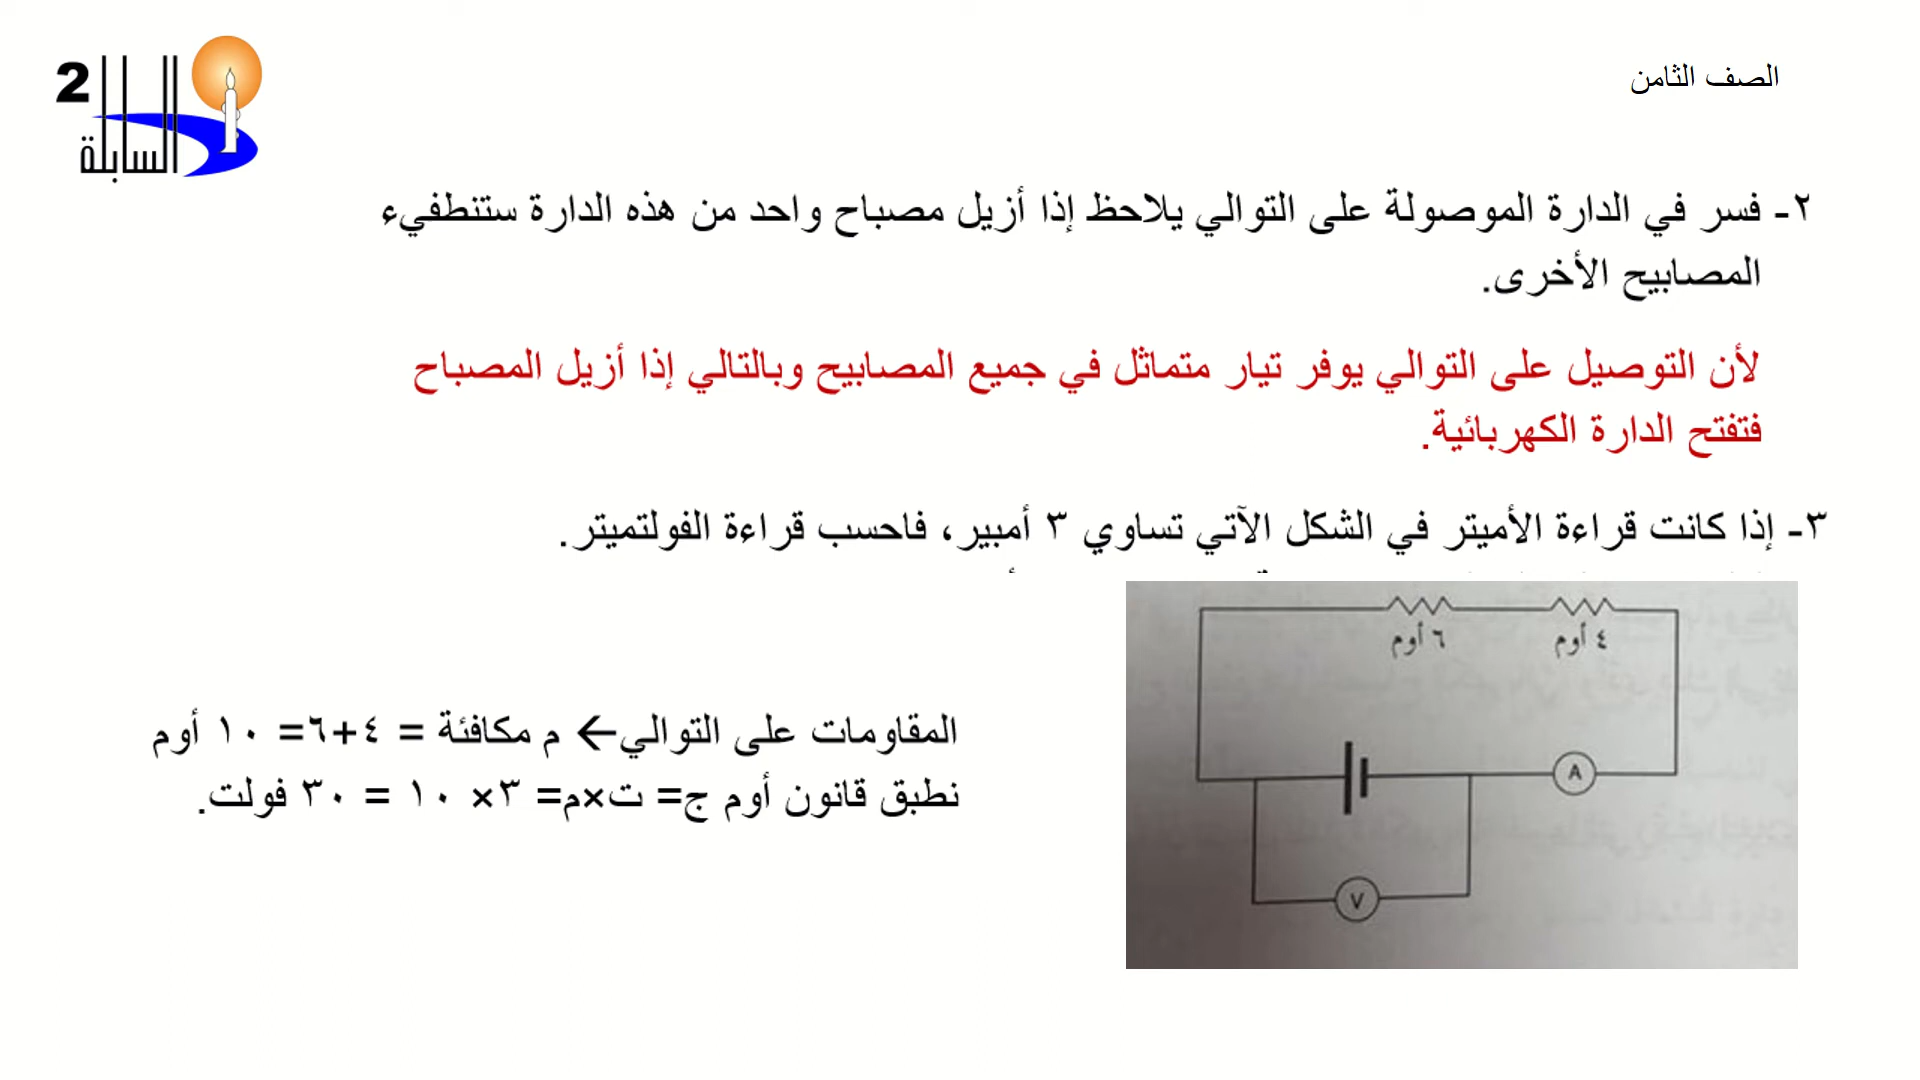 الصف الثامن
2
السابلة
٢- فسر في الدارة الموصولة على التوالي يلاحظ إذا أزيل مصباح واحد من هذه الدارة ستنطفيء
المصابيح الأخرى.
لأن التوصيل على التوالي يوفر تيار متماثل في جميع المصابيح وبالتالي إذا أزيل المصباح
فتفتح الدارة الكهربائية.
٣- إذا كانت قراءة الأميتر في الشكل الآتي تساوي ٣ أمبير، فاحسب قراءة الفولتميتر.
٤ أوم
٦ أوم
A
V
المقاومات على التوالي← م مكافئة = ٤+٦= ١٠ أوم
نطبق قانون أوم ج= ت×م= ٣× ١٠ = ٣٠ فولت.